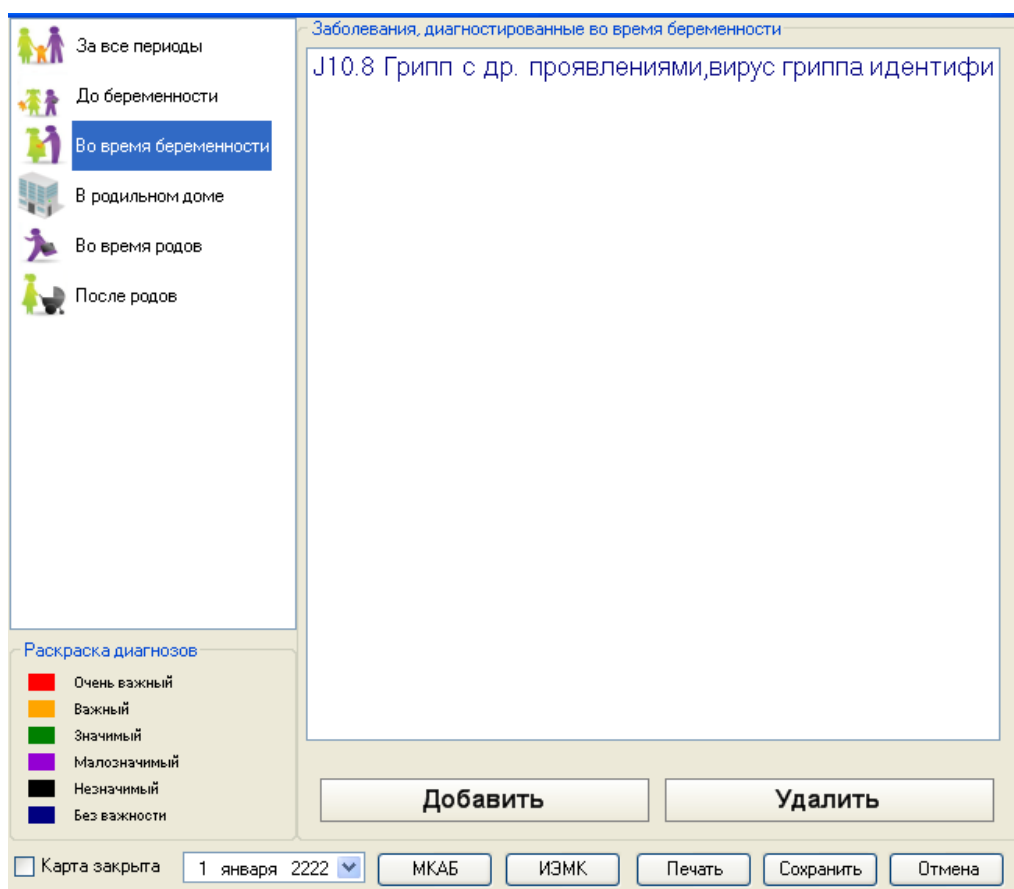 За все периоды
До беременности
Во время беременности
В родильном доме
Во время родов
После родов
Заболевания, диагностированные во время беременности
J10.8 Грипп с др. проявлениями,вирус гриппа идентифи
Раскраска диагнозов
Очень важный
Важный
Значимый
Малозначимый
Незначимый
Без важности
Добавить Удалить
Карта закрыта 1 января 2222 МКАБ ИЭМК Печать Сохранить Отмена